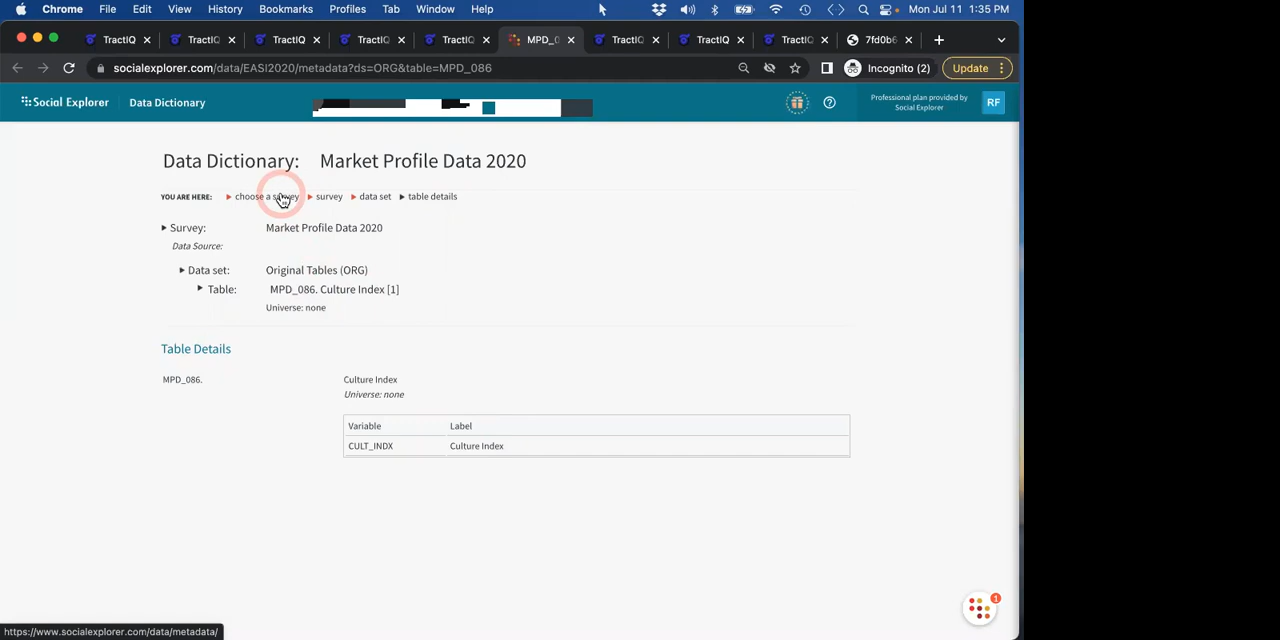 Chrome File Edit View History Bookmarks Profiles Tab Window Help Mon Jul 11 1:35 PM
TractIQ TractIQ TractIQ TractIQ TractIQ MPD_0 TractIQ TractIQ TractIQ 7fd0b6
socialexplorer.com/data/EASI2020/metadata?ds=ORG&table=MPD_086 Incognito (2) Update
Social Explorer Data Dictionary Professional plan provided by
Social Explorer RF
Data Dictionary: Market Profile Data 2020
YOU ARE HERE: choose a survey survey data set table details
Survey: Market Profile Data 2020
Data Source:
Data set: Original Tables (ORG)
Table: MPD_086. Culture Index [1]
Universe: none
Table Details
MPD_086. Culture Index
Universe: none
Variable Label
CULT_INDX Culture Index
1
https://www.socialexplorer.com/data/metadata/